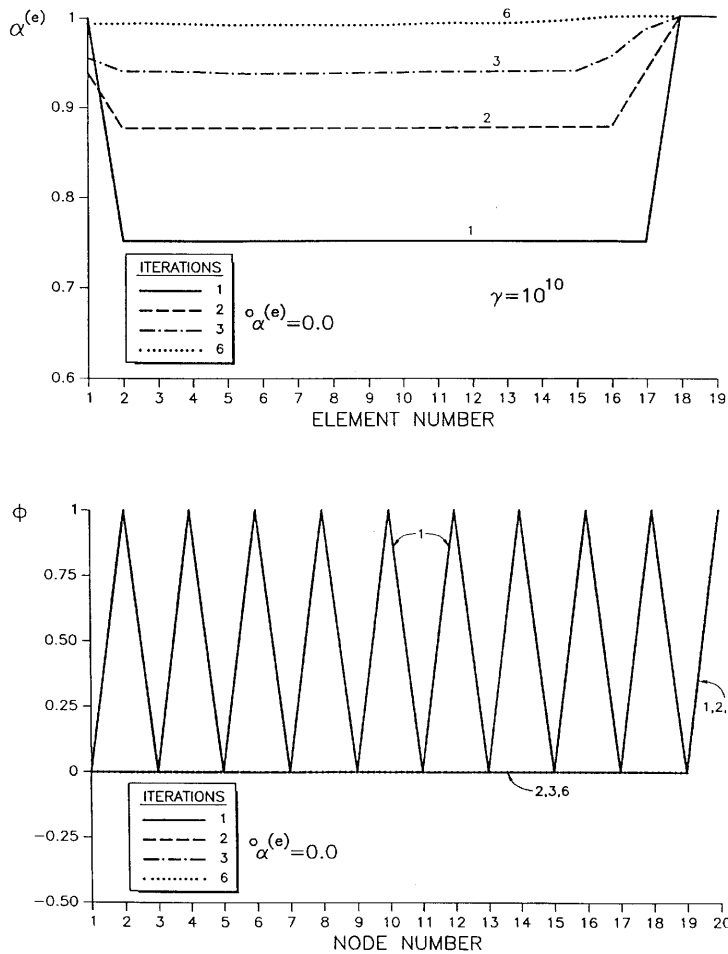 α(e)
1
0.9
0.8
0.7
0.6
6
3
2
1
ITERATIONS
1
2
3
6
°α(e)=0.0
γ=10^10
1 2 3 4 5 6 7 8 9 10 11 12 13 14 15 16 17 18 19
ELEMENT NUMBER
ϕ
1
0.75
0.50
0.25
0
−0.25
−0.50
1
1,2,
2,3,6
ITERATIONS
1
2
3
6
°α(e)=0.0
1 2 3 4 5 6 7 8 9 10 11 12 13 14 15 16 17 18 19 20
NODE NUMBER